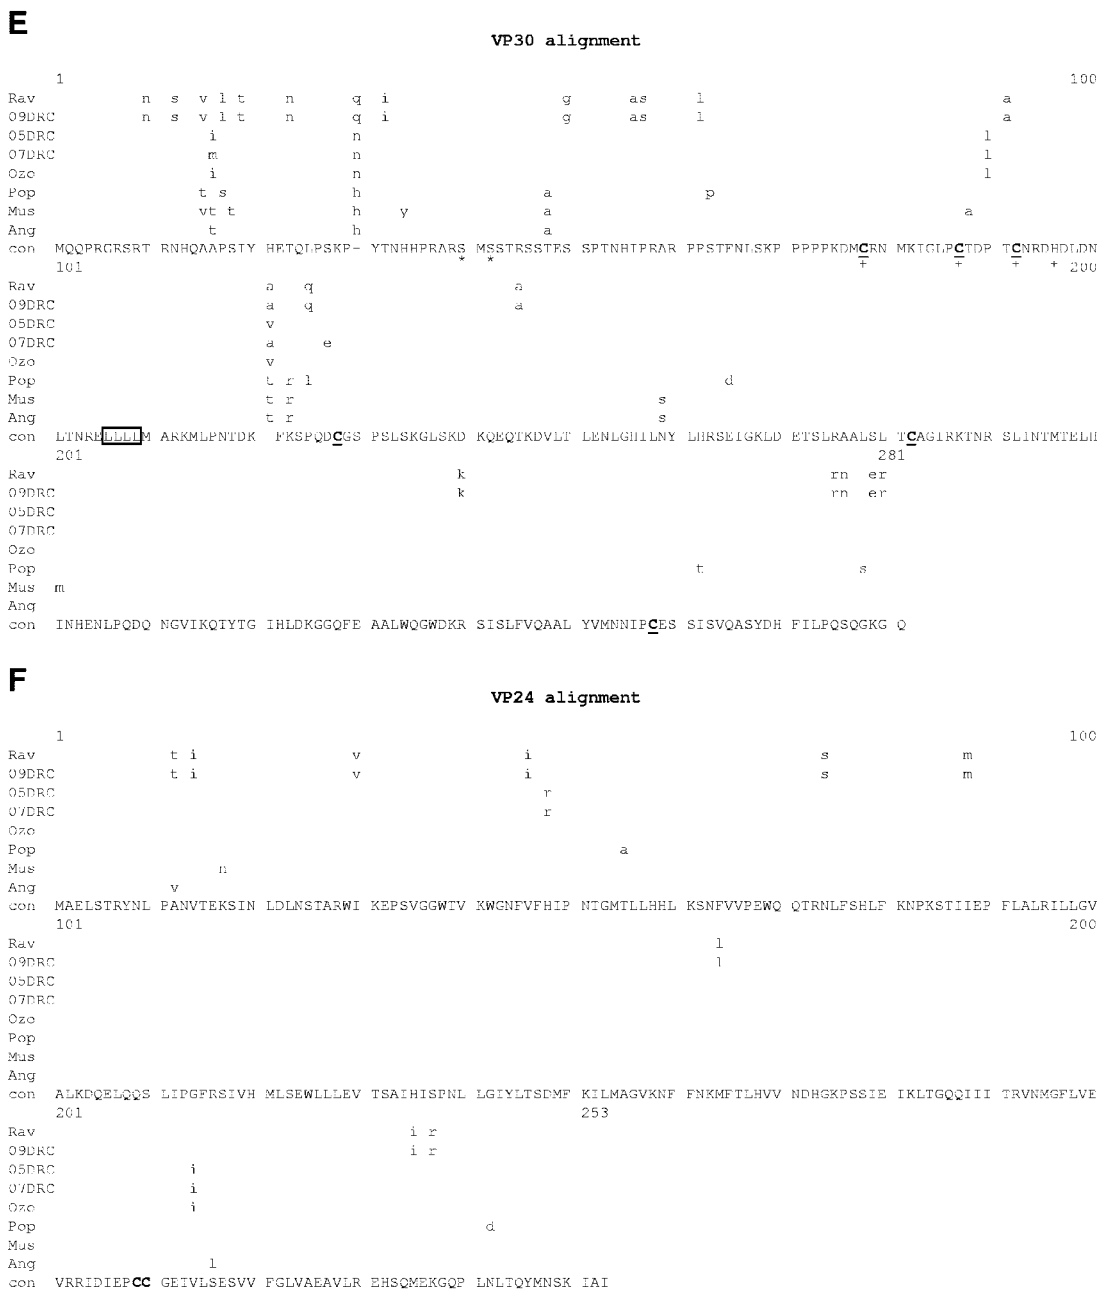 E
VP30 alignment
1 100
Rav n s v l t n q i g as l a
09DRC n s v l t n q i g as l a
05DRC i n l
07DRC m n l
Ozo i n l
Pop t s h a p
Mus vt t h y a a
Ang t h a
con MQQPRGRSRT RNHQAAPSIY HETQLPSKP- YTNHHPRARS MSSTRSSTES SPTNHIPRAR PPSTFNLSKP PPPPKDMCRN MKIGLPCTDP TCNRDHDLDN
* * + + + +
101 200
Rav a q a
09DRC a q a
05DRC v
07DRC a e
Ozo v
Pop t r l d
Mus t r s
Ang t r s
con LTNRELLLLM ARKMLPNTDK FKSPQDCGS PSLSKGLSKD KQEQTKDVLT LENLGHILNY LHRSEIGKLD ETSLRAALSL TCAGIRKTNR SLINTMTELH
201 281
Rav k rn er
09DRC k rn er
05DRC
07DRC
Ozo
Pop t s
Mus m
Ang
con INHENLPQDQ NGVIKQTYTG IHLDKGGQFE AALWQGWDKR SISLFVQAAL YVMNNIPCES SISVQASYDH FILPQSQGKG Q
F
VP24 alignment
1 100
Rav t i v i s m
09DRC t i v i s m
05DRC r
07DRC r
Ozo
Pop a
Mus n
Ang v
con MAELSTRYNL PANVTEKSIN LDLNSTARWI KEPSVGGWTV KWGNFVFHIP NTGMTLLHHL KSNFVVPEWQ QTRNLFSHLF KNPKSTIIEP FLALRILLGV
101 200
Rav l
09DRC l
05DRC
07DRC
Ozo
Pop
Mus
Ang
con ALKDQELQQS LIPGFRSIVH MLSEWLLLEV TSAIHISPNL LGIYLTSDMF KILMAGVKNF FNKMFTLHVV NDHGKPSSIE IKLTGQQIII TRVNMGFLVE
201 253
Rav i r
09DRC i r
05DRC i
07DRC i
Ozo i
Pop d
Mus
Ang l
con VRRIDIEPCC GETVLSESVV FGLVAEAVLR EHSQMEKGQP LNLTQYMNSK IAI